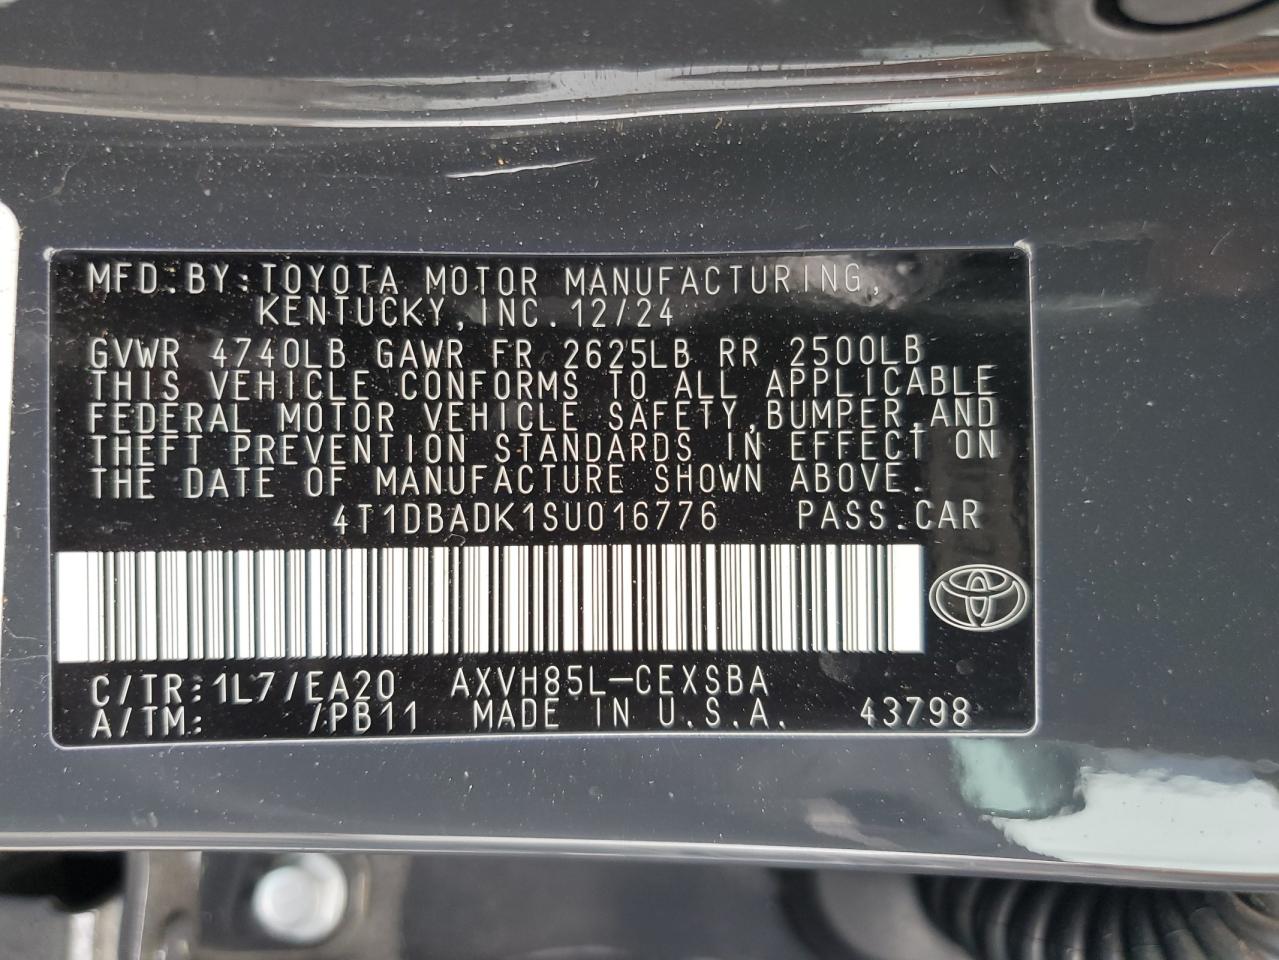 MFD.BY:TOYOTA MOTOR MANUFACTURING,
KENTUCKY,INC.12/24
GVWR 4740LB GAWR FR 2625LB RR 2500LB
THIS VEHICLE CONFORMS TO ALL APPLICABLE
FEDERAL MOTOR VEHICLE SAFETY,BUMPER,AND
THEFT PREVENTION STANDARDS IN EFFECT ON
THE DATE OF MANUFACTURE SHOWN ABOVE.
4T1DBADK1SU016776 PASS.CAR
C/TR:1L7/EA20 AXVH85L-CEXSBA
A/TM: /PB11 MADE IN U.S.A. 43798